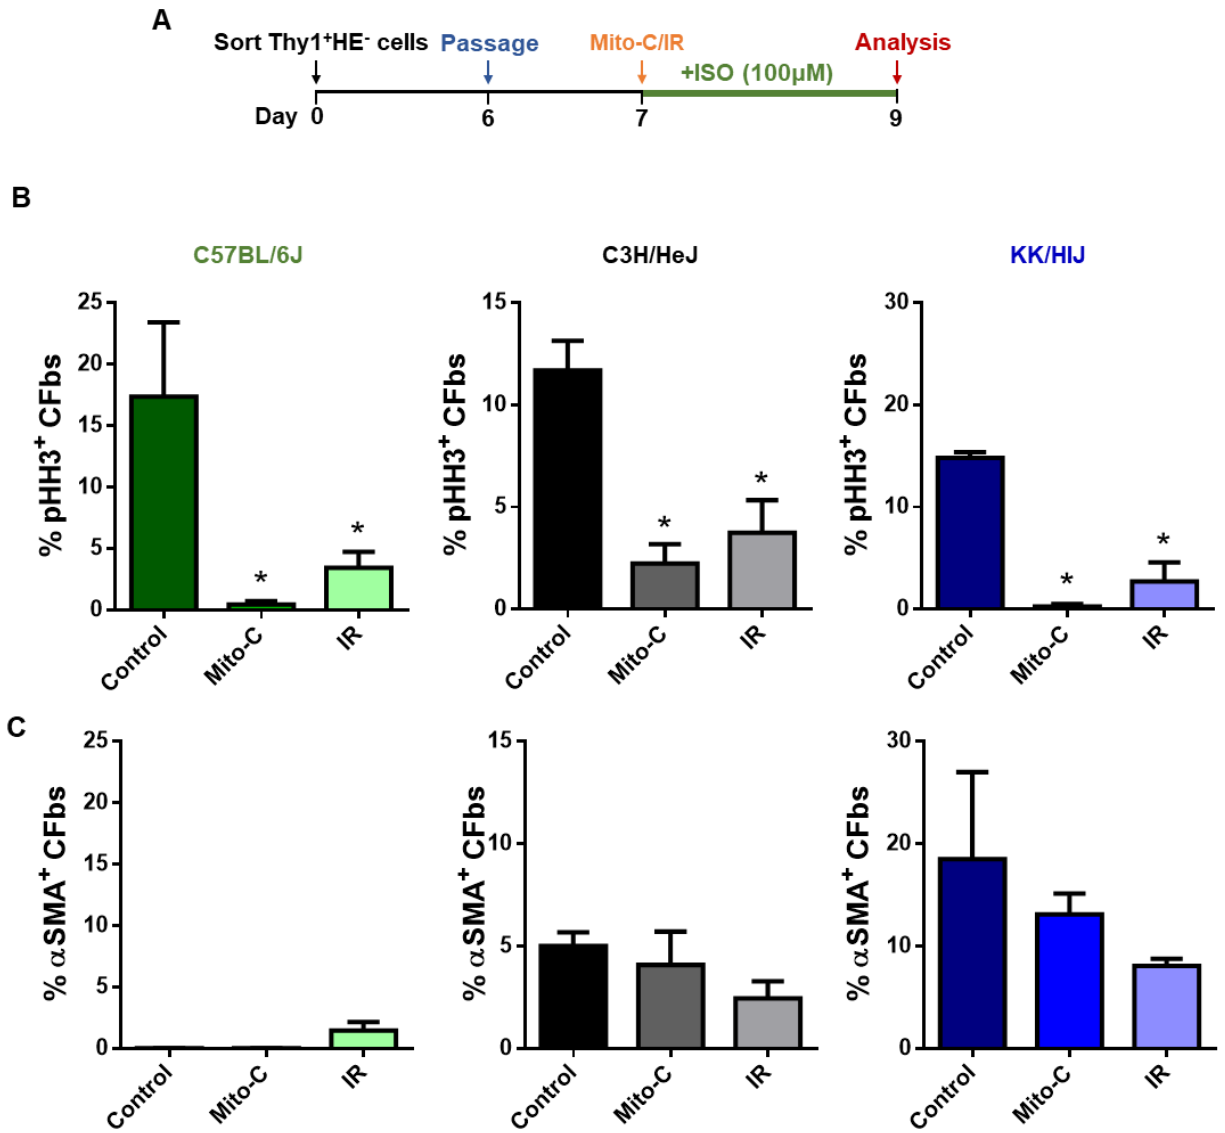 A
Sort Thy1⁺HE⁻ cells Passage Mito-C/IR Analysis
+ISO (100µM)
Day 0 6 7 9
B
C57BL/6J C3H/HeJ KK/HIJ
% pHH3⁺ CFbs
25
20
15
10
5
0
Control Mito-C IR
* *
% pHH3⁺ CFbs
15
10
5
0
Control Mito-C IR
* *
% pHH3⁺ CFbs
30
20
10
0
Control Mito-C IR
* *
C
% αSMA⁺ CFbs
25
20
15
10
5
0
Control Mito-C IR
% αSMA⁺ CFbs
15
10
5
0
Control Mito-C IR
% αSMA⁺ CFbs
30
20
10
0
Control Mito-C IR